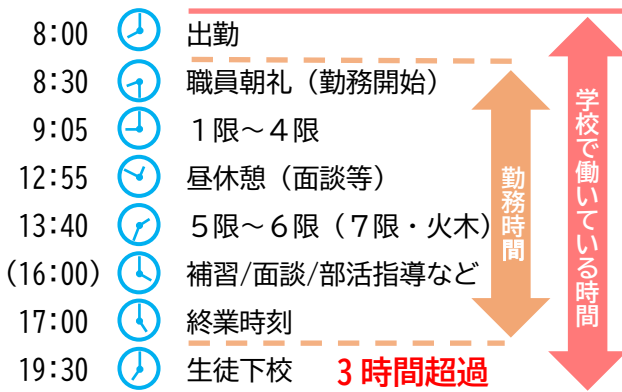 8:00 出勤
8:30 職員朝礼（勤務開始）
9:05 １限～４限
12:55 昼休憩（面談等）
13:40 ５限～６限（７限・火木）
(16:00) 補習/面談/部活指導など
17:00 終業時刻
19:30 生徒下校 ３時間超過
勤務時間
学校で働いている時間